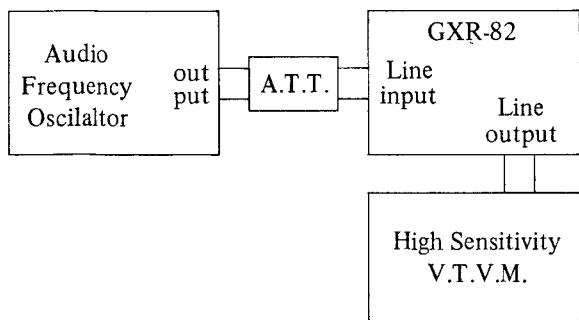 Audio
Frequency
Oscilaltor
out
put
A.T.T.
GXR-82
Line
input
Line
output
High Sensitivity
V.T.V.M.